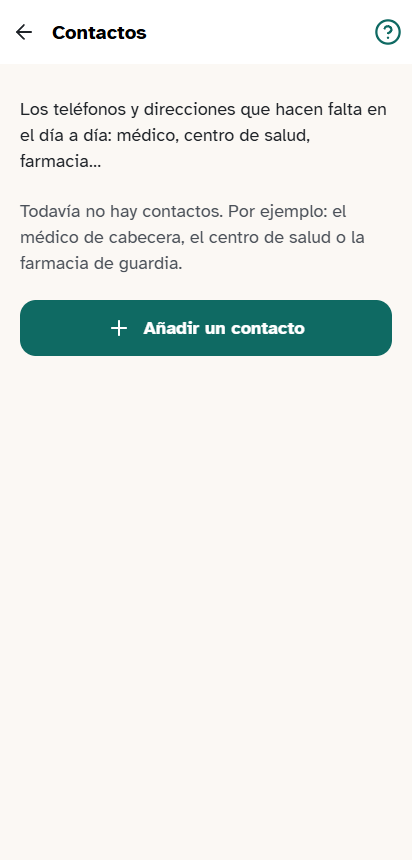 Contactos
Los teléfonos y direcciones que hacen falta en
el día a día: médico, centro de salud,
farmacia...
Todavía no hay contactos. Por ejemplo: el
médico de cabecera, el centro de salud o la
farmacia de guardia.
Añadir un contacto